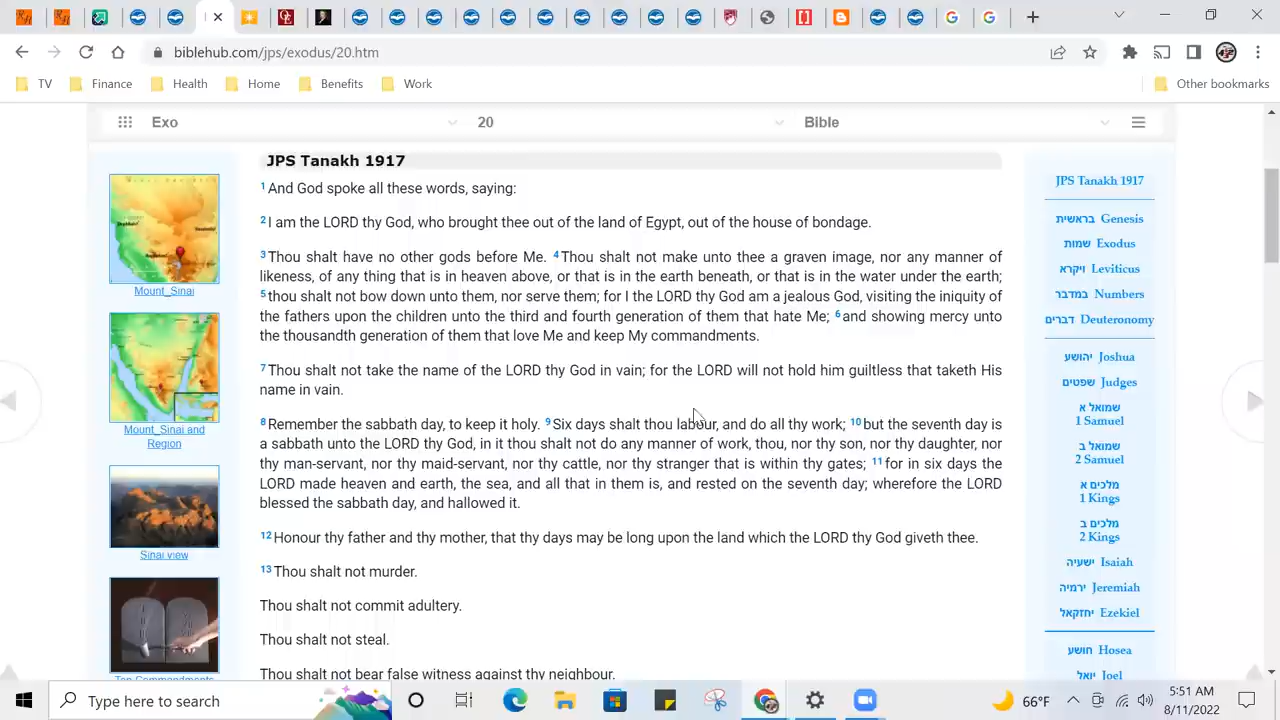 biblehub.com/jps/exodus/20.htm
TV
Finance
Health
Home
Benefits
Work
Other bookmarks
Exo
20
Bible
JPS Tanakh 1917
1 And God spoke all these words, saying:
2 I am the LORD thy God, who brought thee out of the land of Egypt, out of the house of bondage.
3 Thou shalt have no other gods before Me. 4 Thou shalt not make unto thee a graven image, nor any manner of
likeness, of any thing that is in heaven above, or that is in the earth beneath, or that is in the water under the earth;
5 thou shalt not bow down unto them, nor serve them; for I the LORD thy God am a jealous God, visiting the iniquity of
the fathers upon the children unto the third and fourth generation of them that hate Me; 6 and showing mercy unto
the thousandth generation of them that love Me and keep My commandments.
7 Thou shalt not take the name of the LORD thy God in vain; for the LORD will not hold him guiltless that taketh His
name in vain.
8 Remember the sabbath day, to keep it holy. 9 Six days shalt thou labour, and do all thy work; 10 but the seventh day is
a sabbath unto the LORD thy God, in it thou shalt not do any manner of work, thou, nor thy son, nor thy daughter, nor
thy man-servant, nor thy maid-servant, nor thy cattle, nor thy stranger that is within thy gates; 11 for in six days the
LORD made heaven and earth, the sea, and all that in them is, and rested on the seventh day; wherefore the LORD
blessed the sabbath day, and hallowed it.
12 Honour thy father and thy mother, that thy days may be long upon the land which the LORD thy God giveth thee.
13 Thou shalt not murder.
Thou shalt not commit adultery.
Thou shalt not steal.
Thou shalt not bear false witness against thy neighbour.
Mount_Sinai
Mount_Sinai and
Region
Sinai view
Ten Commandments
JPS Tanakh 1917
בראשית Genesis
שמות Exodus
ויקרא Leviticus
במדבר Numbers
דברים Deuteronomy
יהושע Joshua
שפטים Judges
שמואל א
1 Samuel
שמואל ב
2 Samuel
מלכים א
1 Kings
מלכים ב
2 Kings
ישעיה Isaiah
ירמיה Jeremiah
יחזקאל Ezekiel
הושע Hosea
יואל Joel
Type here to search
66°F
5:51 AM
8/11/2022